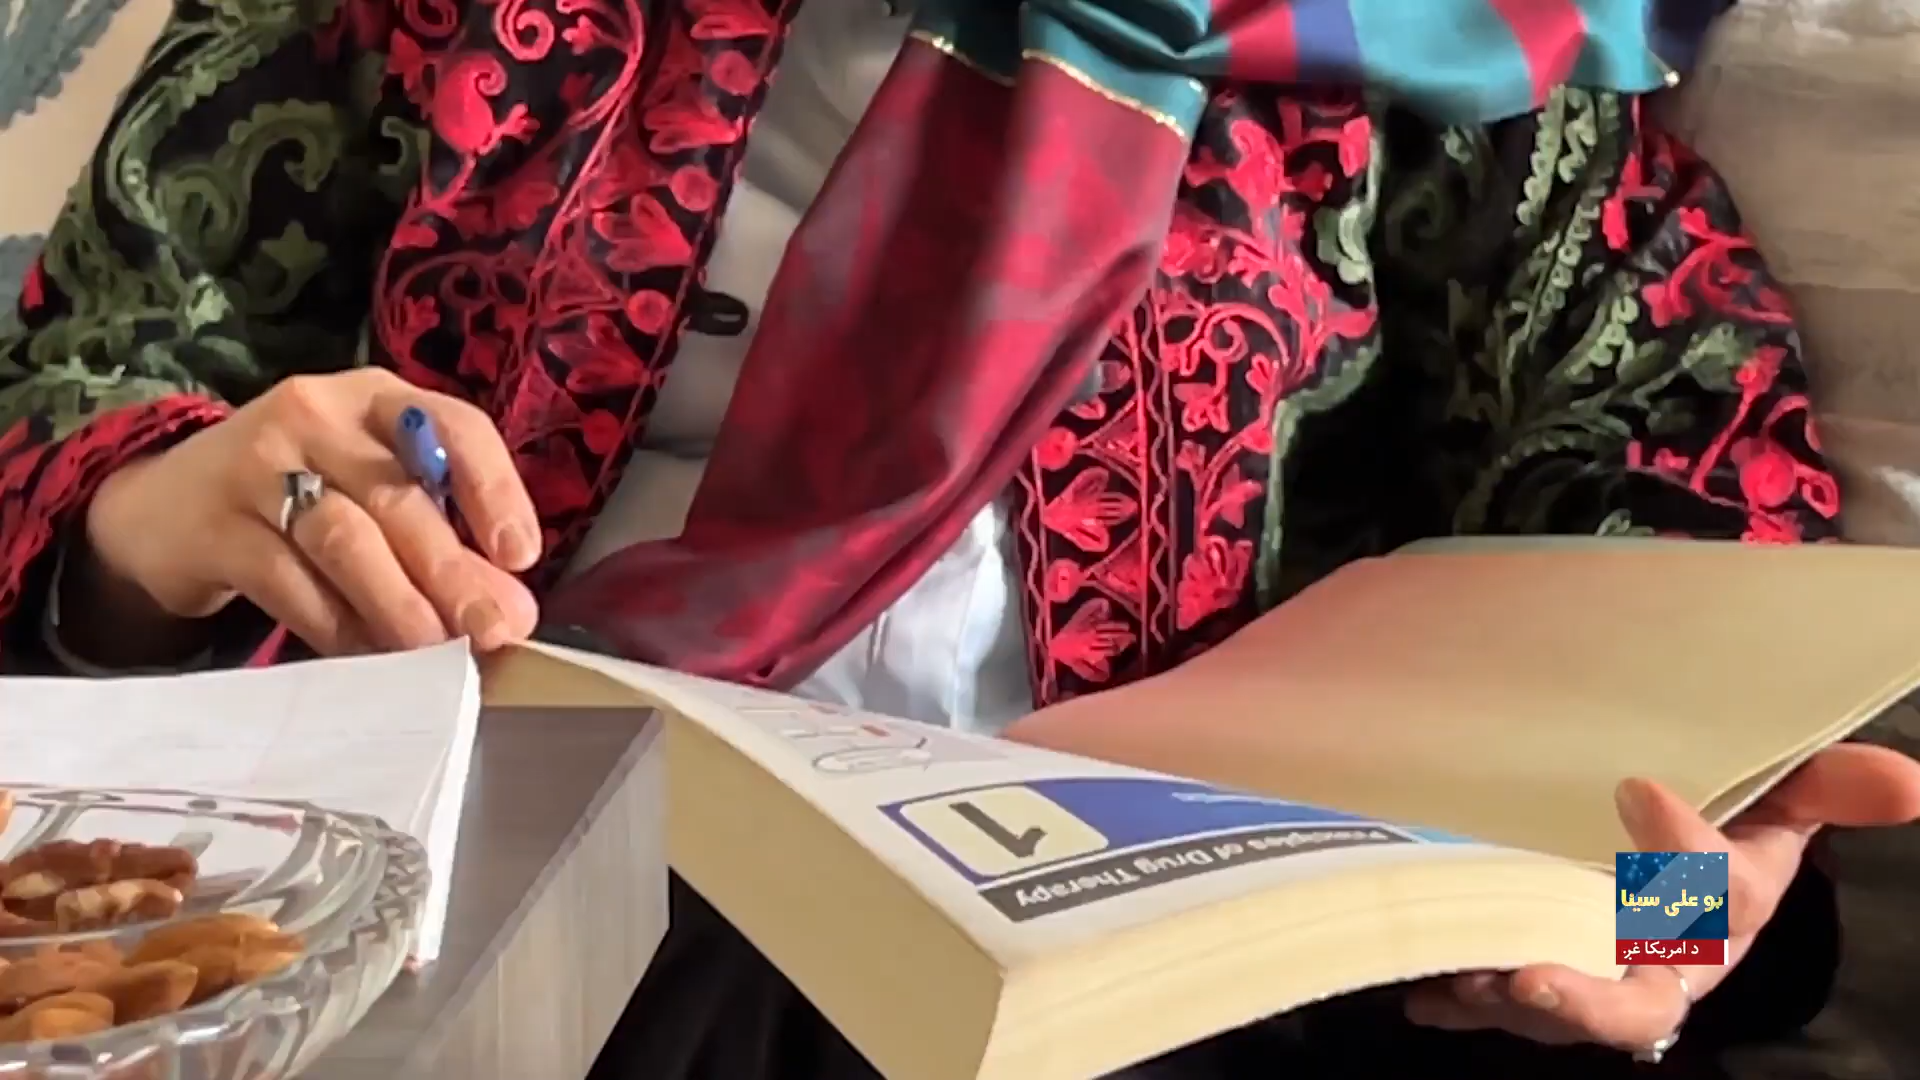 1
Principles of Drug Therapy
بو علی سینا
د امریکا غږ